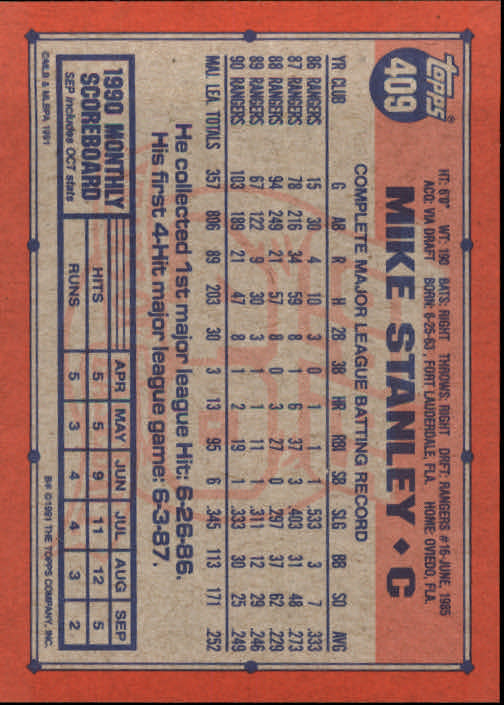 TOPPS®
409
MIKE STANLEY • C
HT: 6'0" WT: 190 BATS: RIGHT THROWS: RIGHT DRFT: RANGERS #16-JUNE, 1985
ACQ: VIA DRAFT BORN: 6-25-63, FORT LAUDERDALE, FLA. HOME: OVIEDO, FLA.
COMPLETE MAJOR LEAGUE BATTING RECORD
YR CLUB G AB R H 2B 3B HR RBI SB SLG BB SO AVG
86 RANGERS 15 30 4 10 3 0 1 1 1 .533 3 7 .333
87 RANGERS 78 216 34 59 8 1 6 37 3 .403 31 48 .273
88 RANGERS 94 249 21 57 8 0 3 27 0 .297 37 62 .229
89 RANGERS 67 122 9 30 3 1 1 11 1 .311 12 29 .246
90 RANGERS 103 189 21 47 8 1 2 19 1 .333 30 25 .249
MAJ. LEA. TOTALS 357 806 89 203 30 3 13 95 6 .345 113 171 .252
He collected 1st major league Hit: 6-26-86.
His first 4-Hit major league game: 6-3-87.
1990 MONTHLY
SCOREBOARD
SEP includes OCT stats
APR MAY JUN JUL AUG SEP
HITS 5 5 9 11 12 5
RUNS 5 3 4 4 3 2
©MLB & MLBPA 1991
B# ©1991 THE TOPPS COMPANY, INC.